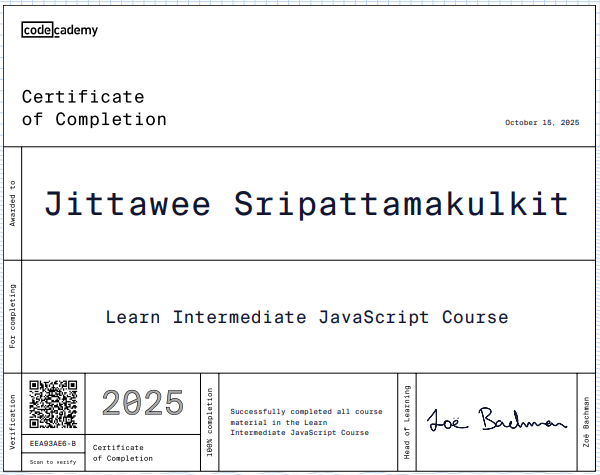 codecademy
Certificate
of Completion
October 15, 2025
Awarded to
Jittawee Sripattamakulkit
For completing
Learn Intermediate JavaScript Course
Verification
EEA93AE6-B
Scan to verify
2025
Certificate
of Completion
100% completion
Successfully completed all course
material in the Learn
Intermediate JavaScript Course
Head of Learning
Zoë Bachman
Zoë Bachman